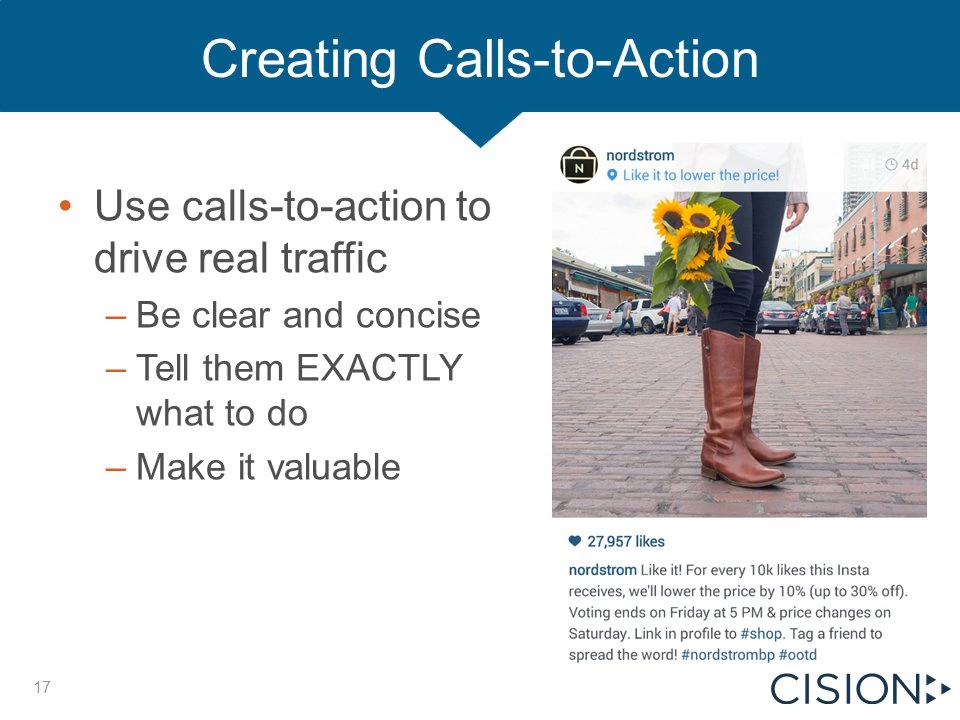 Creating Calls-to-Action
• Use calls-to-action to
drive real traffic
– Be clear and concise
– Tell them EXACTLY
what to do
– Make it valuable
N
nordstrom
Like it to lower the price!
4d
27,957 likes
nordstrom Like it! For every 10k likes this Insta
receives, we'll lower the price by 10% (up to 30% off).
Voting ends on Friday at 5 PM & price changes on
Saturday. Link in profile to #shop. Tag a friend to
spread the word! #nordstrombp #ootd
17
CISION